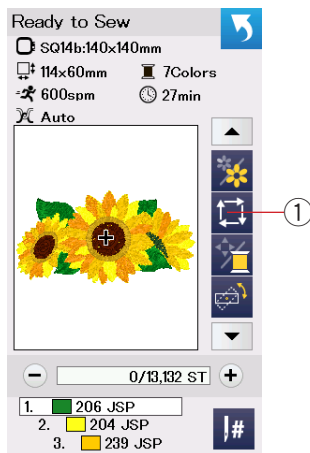 Ready to Sew
SQ14b:140x140mm
114x60mm 7Colors
600spm 27min
Auto
1
0/13,132 ST
1. 206 JSP
2. 204 JSP
3. 239 JSP
#